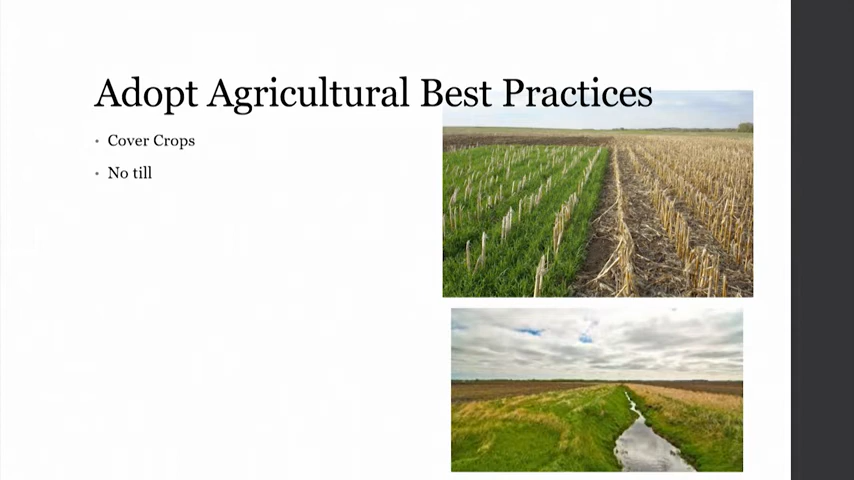 Adopt Agricultural Best Practices
• Cover Crops
• No till